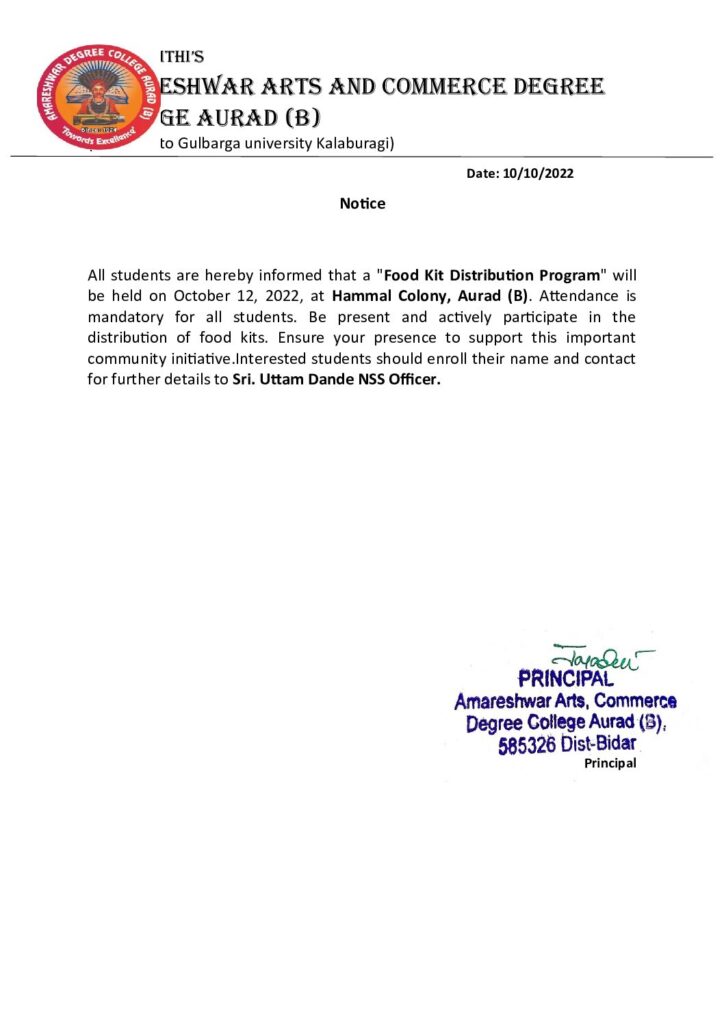 ITHI'S
ESHWAR ARTS AND COMMERCE DEGREE
GE AURAD (B)
to Gulbarga university Kalaburagi)
AMARESHWAR DEGREE COLLEGE AURAD (B)
"Towards Excellence"
Date: 10/10/2022
Notice
All students are hereby informed that a "Food Kit Distribution Program" will
be held on October 12, 2022, at Hammal Colony, Aurad (B). Attendance is
mandatory for all students. Be present and actively participate in the
distribution of food kits. Ensure your presence to support this important
community initiative.Interested students should enroll their name and contact
for further details to Sri. Uttam Dande NSS Officer.
PRINCIPAL
Amareshwar Arts, Commerce
Degree College Aurad (B),
585326 Dist-Bidar
Principal